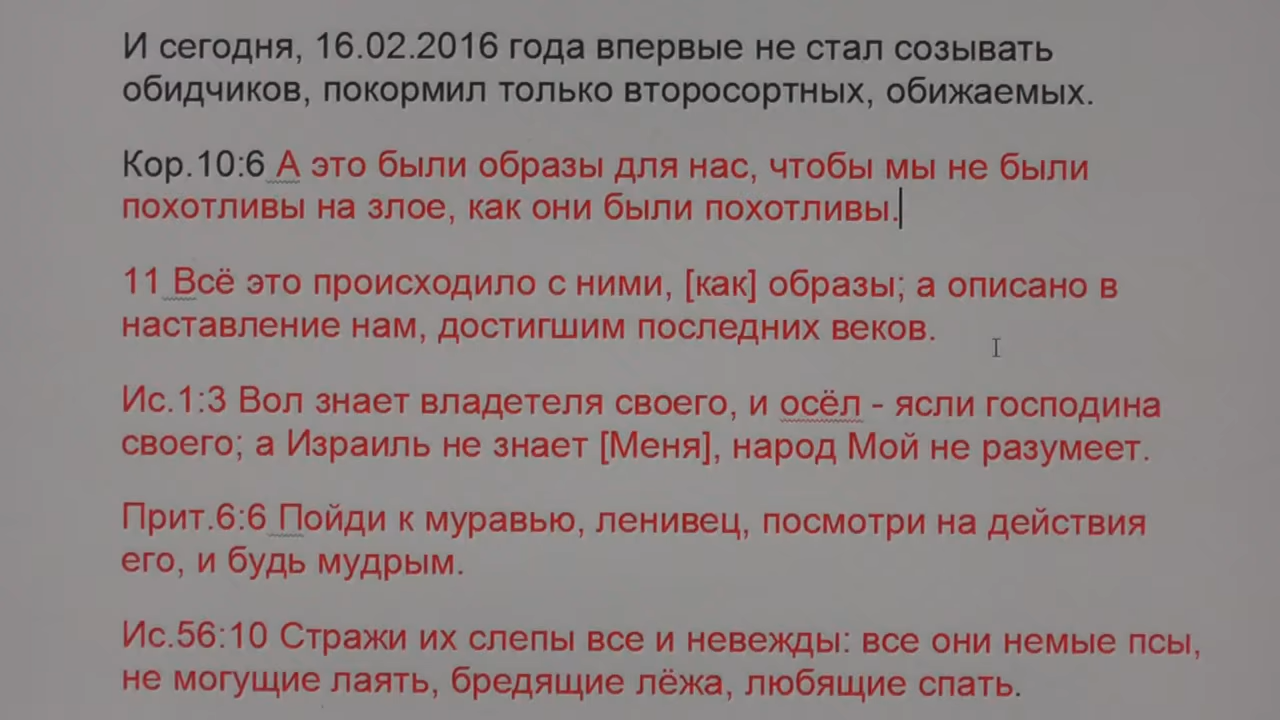 И сегодня, 16.02.2016 года впервые не стал созывать
обидчиков, покормил только второсортных, обижаемых.
Кор.10:6 А это были образы для нас, чтобы мы не были
похотливы на злое, как они были похотливы.
11 Всё это происходило с ними, [как] образы; а описано в
наставление нам, достигшим последних веков.
Ис.1:3 Вол знает владетеля своего, и осёл - ясли господина
своего; а Израиль не знает [Меня], народ Мой не разумеет.
Прит.6:6 Пойди к муравью, ленивец, посмотри на действия
его, и будь мудрым.
Ис.56:10 Стражи их слепы все и невежды: все они немые псы,
не могущие лаять, бредящие лёжа, любящие спать.